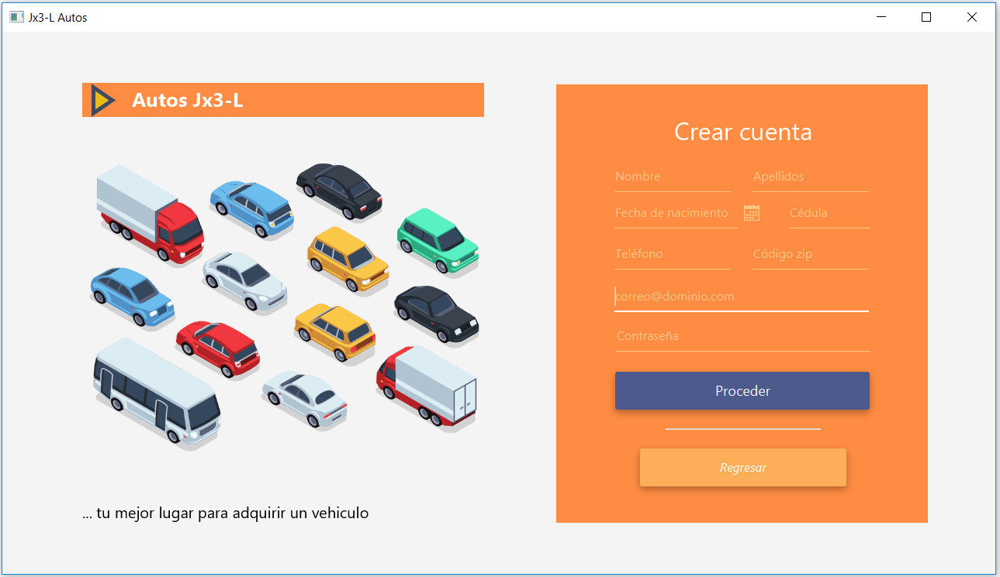 Jx3-L Autos
Autos Jx3-L
... tu mejor lugar para adquirir un vehiculo
Crear cuenta
Nombre Apellidos
Fecha de nacimiento Cédula
Teléfono Código zip
correo@dominio.com
Contraseña
Proceder
Regresar